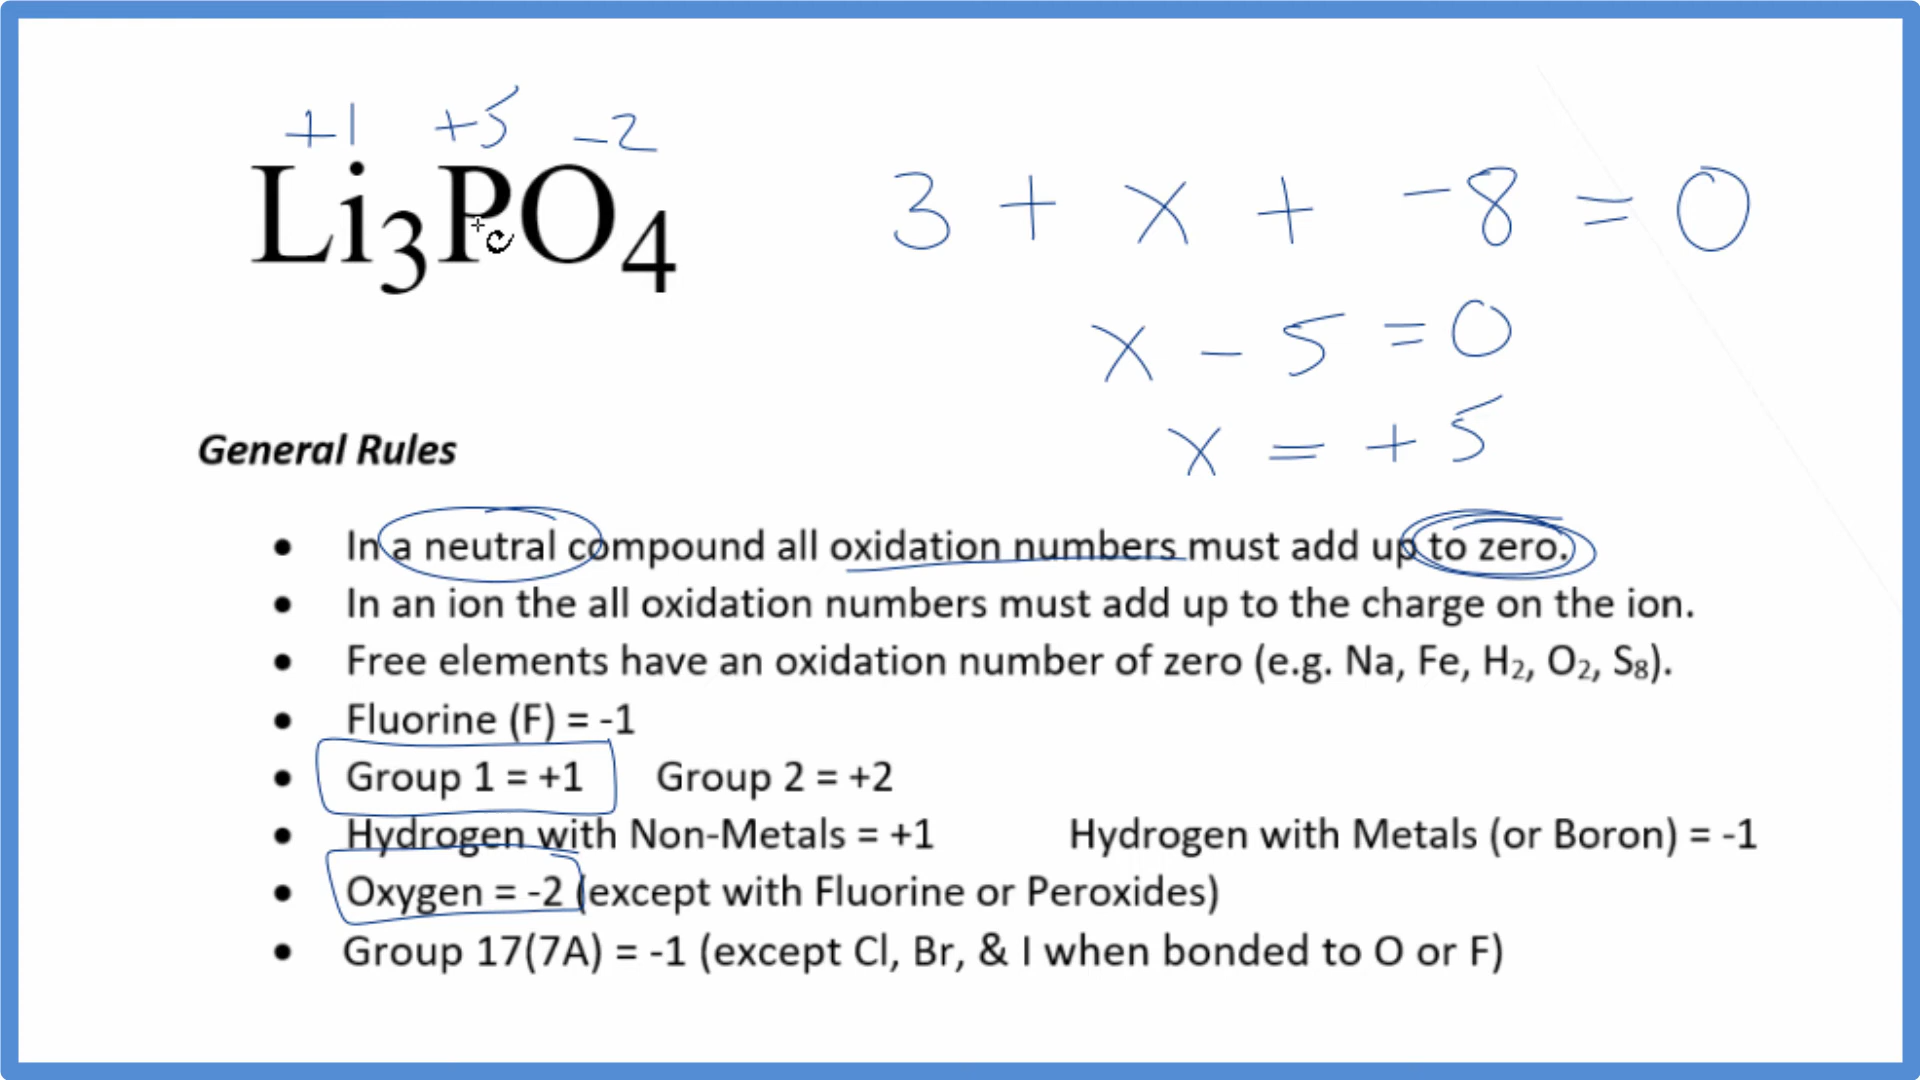 +1 +5 -2
Li₃PO₄
3 + x + -8 = 0
x - 5 = 0
x = +5
General Rules
• In a neutral compound all oxidation numbers must add up to zero.
• In an ion the all oxidation numbers must add up to the charge on the ion.
• Free elements have an oxidation number of zero (e.g. Na, Fe, H₂, O₂, S₈).
• Fluorine (F) = -1
• Group 1 = +1 Group 2 = +2
• Hydrogen with Non-Metals = +1 Hydrogen with Metals (or Boron) = -1
• Oxygen = -2 (except with Fluorine or Peroxides)
• Group 17(7A) = -1 (except Cl, Br, & I when bonded to O or F)